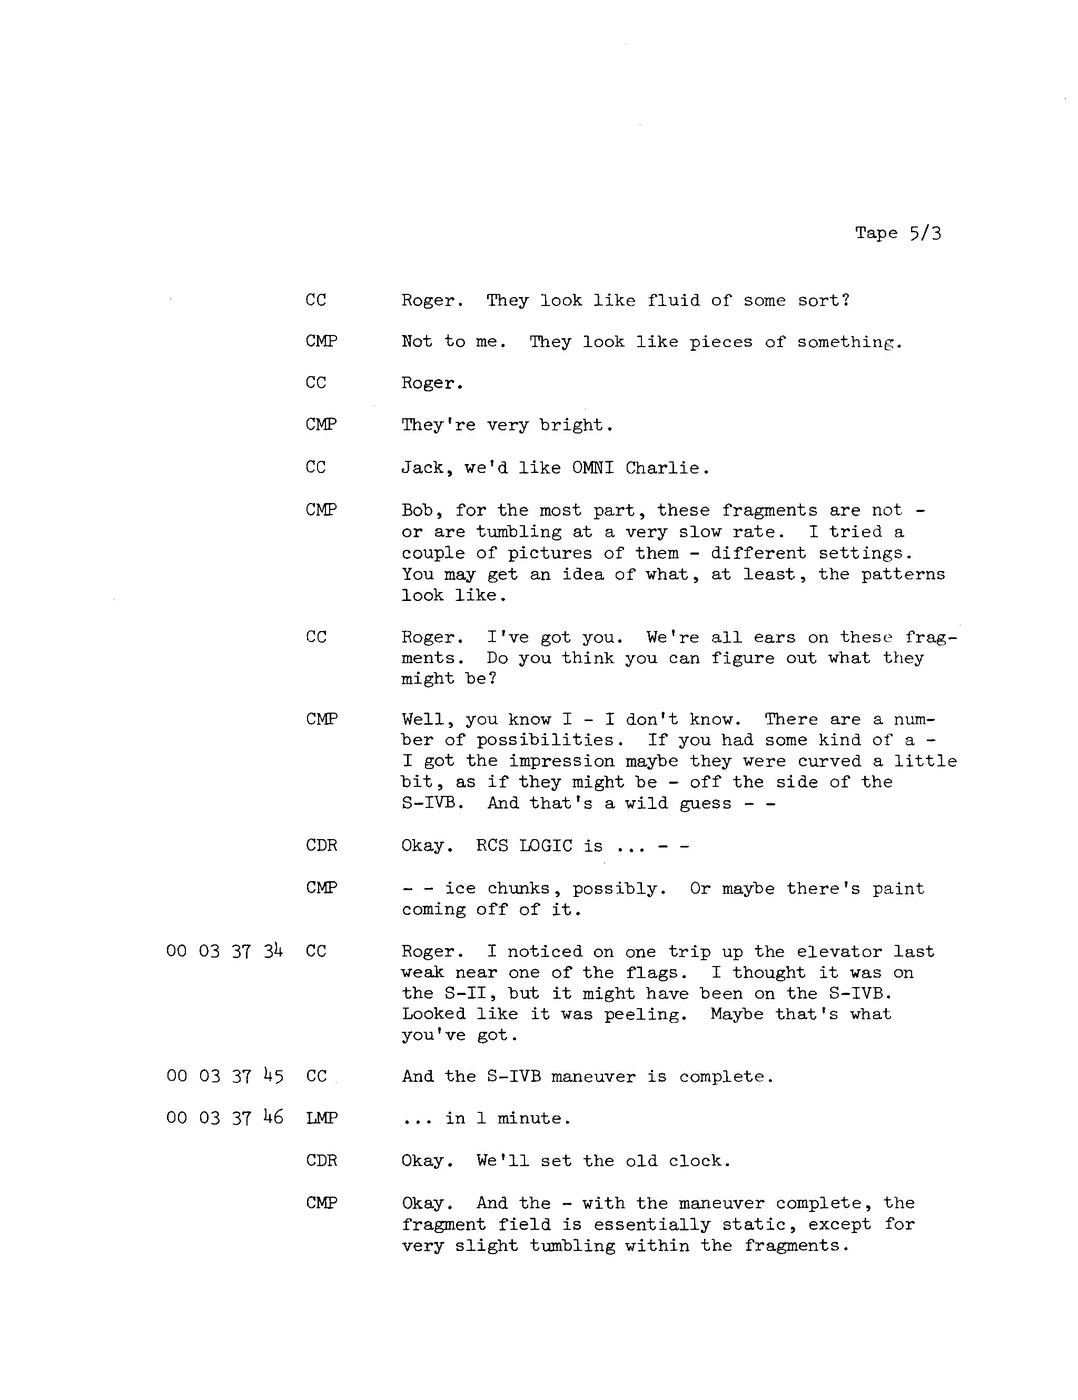 Tape 5/3
CC Roger. They look like fluid of some sort?
CMP Not to me. They look like pieces of something.
CC Roger.
CMP They're very bright.
CC Jack, we'd like OMNI Charlie.
CMP Bob, for the most part, these fragments are not -
or are tumbling at a very slow rate. I tried a
couple of pictures of them - different settings.
You may get an idea of what, at least, the patterns
look like.
CC Roger. I've got you. We're all ears on these frag-
ments. Do you think you can figure out what they
might be?
CMP Well, you know I - I don't know. There are a num-
ber of possibilities. If you had some kind of a -
I got the impression maybe they were curved a little
bit, as if they might be - off the side of the
S-IVB. And that's a wild guess - -
CDR Okay. RCS LOGIC is ... - -
CMP - - ice chunks, possibly. Or maybe there's paint
coming off of it.
00 03 37 34 CC Roger. I noticed on one trip up the elevator last
weak near one of the flags. I thought it was on
the S-II, but it might have been on the S-IVB.
Looked like it was peeling. Maybe that's what
you've got.
00 03 37 45 CC And the S-IVB maneuver is complete.
00 03 37 46 LMP ... in 1 minute.
CDR Okay. We'll set the old clock.
CMP Okay. And the - with the maneuver complete, the
fragment field is essentially static, except for
very slight tumbling within the fragments.